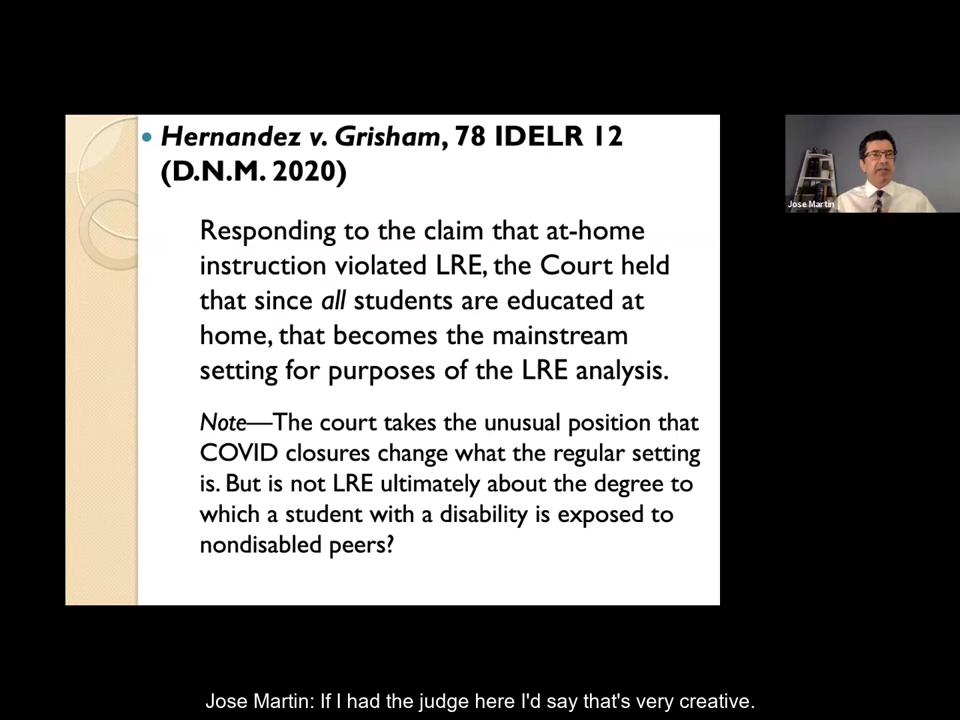 Hernandez v. Grisham, 78 IDELR 12
(D.N.M. 2020)
Responding to the claim that at-home
instruction violated LRE, the Court held
that since all students are educated at
home, that becomes the mainstream
setting for purposes of the LRE analysis.
Note—The court takes the unusual position that
COVID closures change what the regular setting
is. But is not LRE ultimately about the degree to
which a student with a disability is exposed to
nondisabled peers?
Jose Martin
Jose Martin: If I had the judge here I'd say that's very creative.